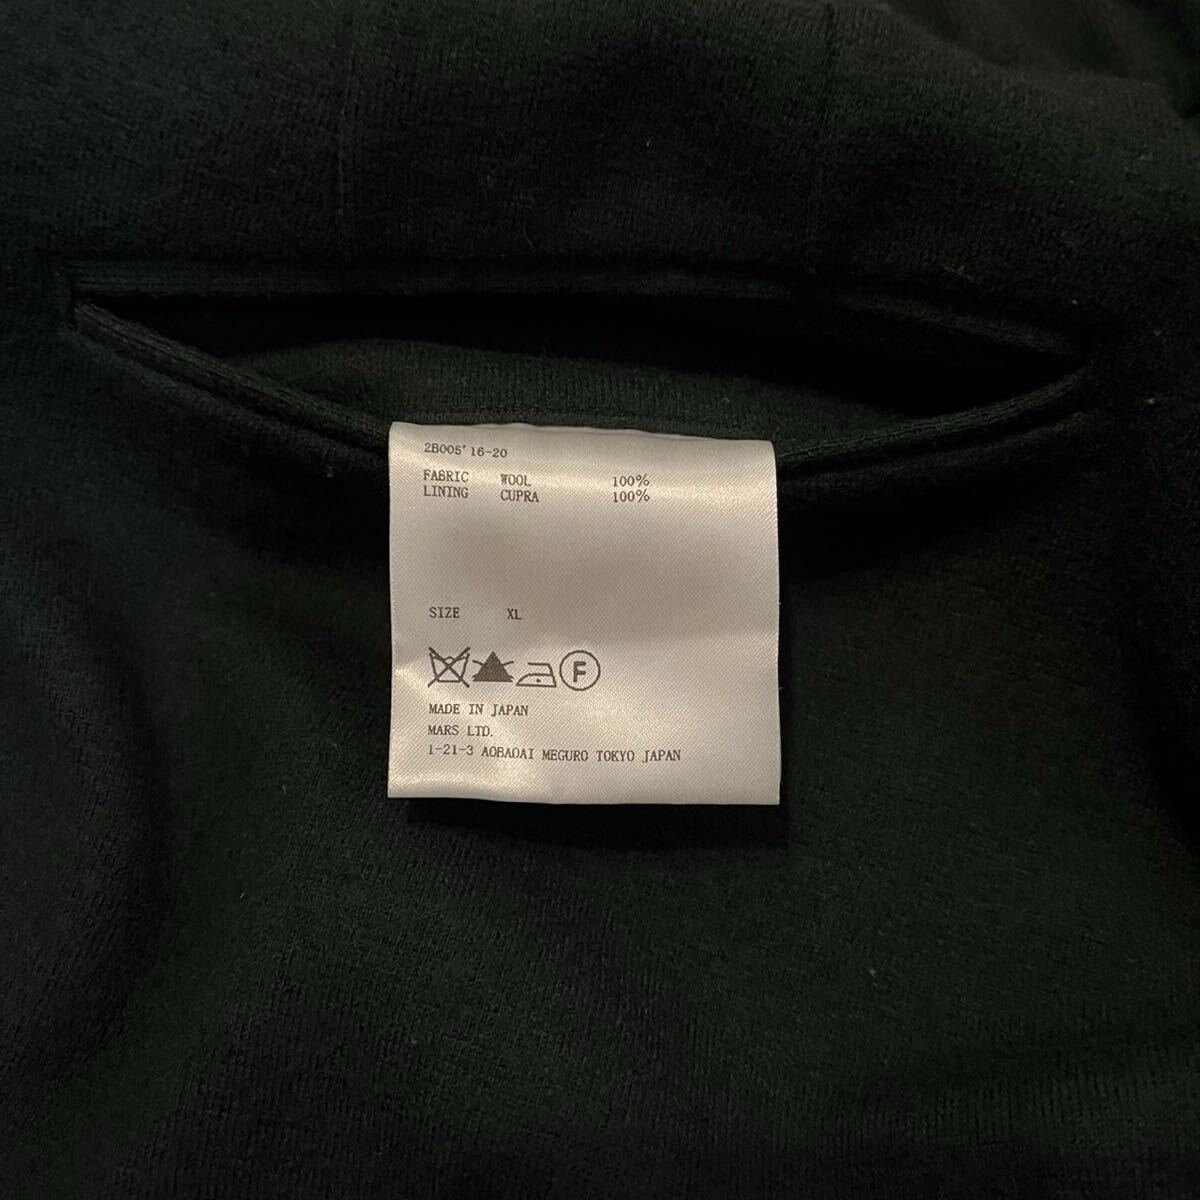 2B005'16-20
FABRIC WOOL 100%
LINING CUPRA 100%
SIZE XL
F
MADE IN JAPAN
MARS LTD.
1-21-3 AOBADAI MEGURO TOKYO JAPAN